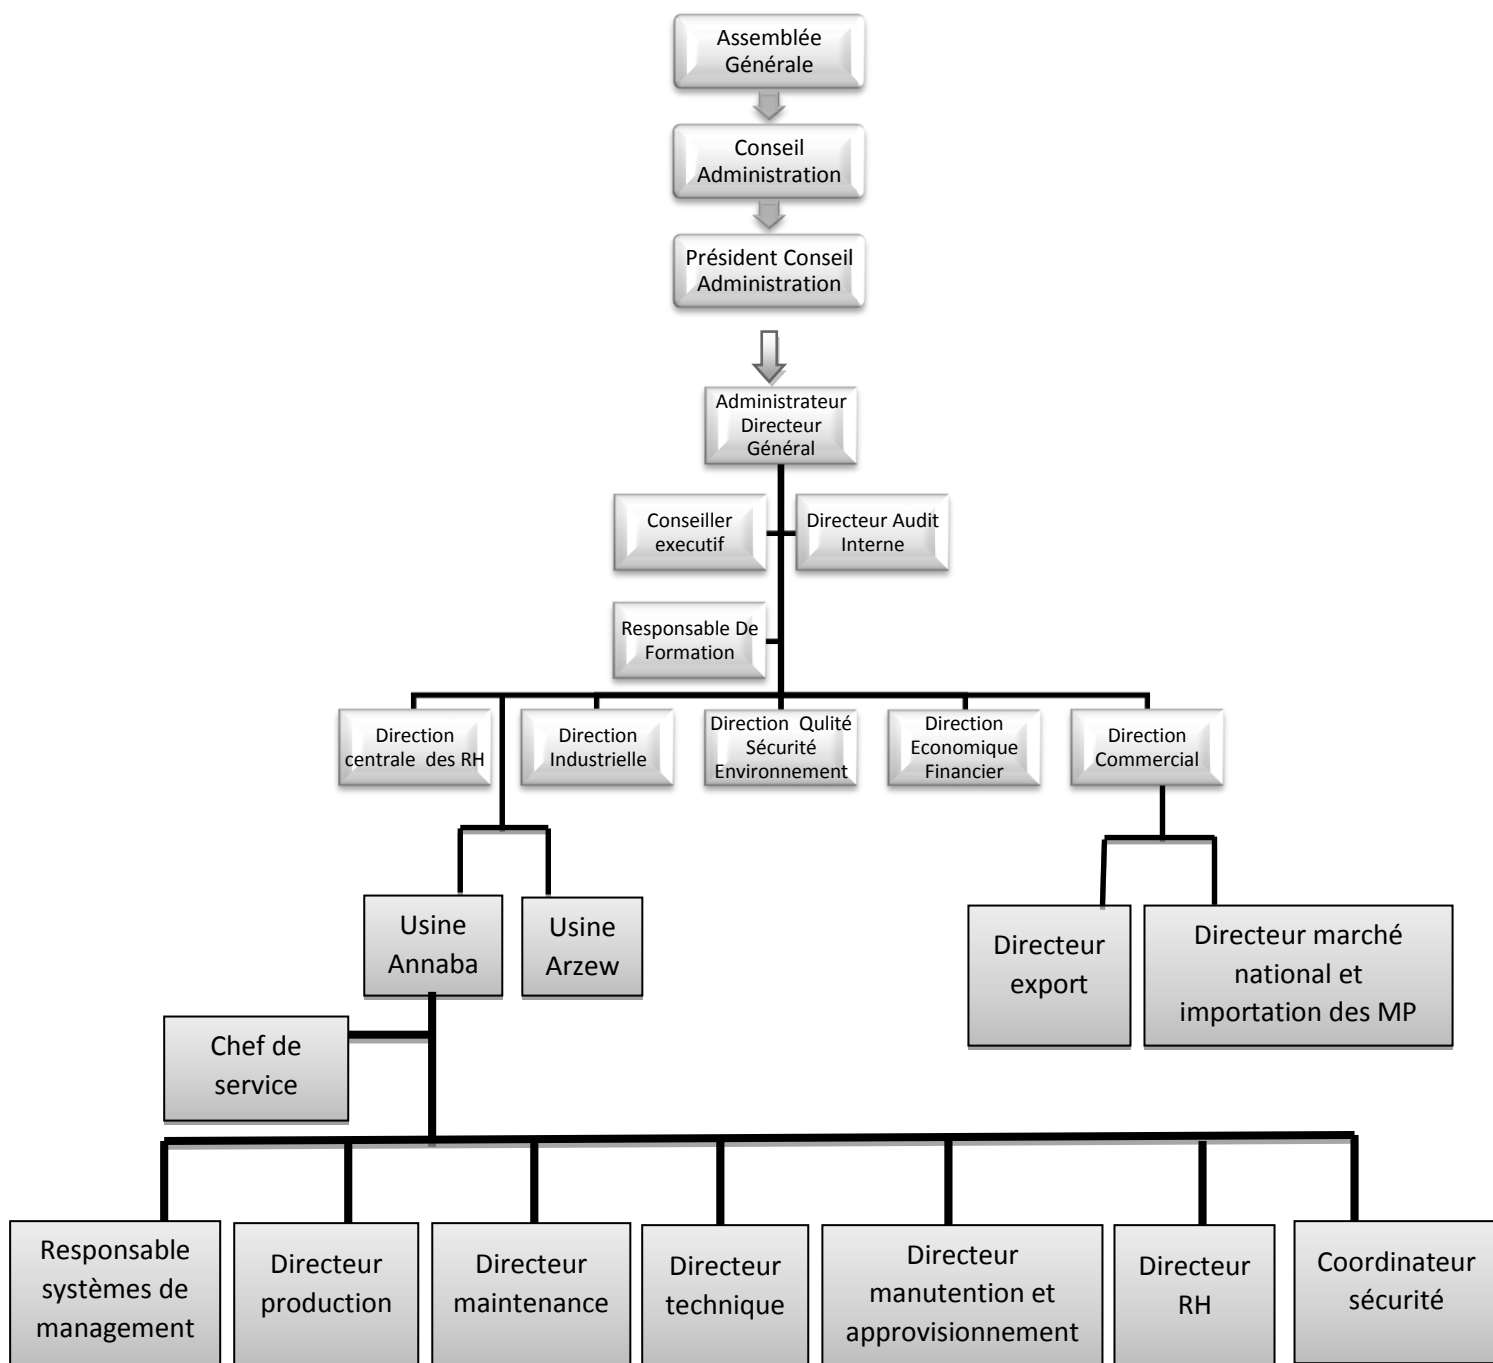 Assemblée
Générale
Conseil
Administration
Président Conseil
Administration
Administrateur
Directeur
Général
Conseiller
executif
Directeur Audit
Interne
Responsable De
Formation
Direction
centrale des RH
Direction
Industrielle
Direction Qulité
Sécurité
Environnement
Direction
Economique
Financier
Direction
Commercial
Usine
Annaba
Usine
Arzew
Directeur
export
Directeur marché
national et
importation des MP
Chef de
service
Responsable
systèmes de
management
Directeur
production
Directeur
maintenance
Directeur
technique
Directeur
manutention et
approvisionnement
Directeur
RH
Coordinateur
sécurité